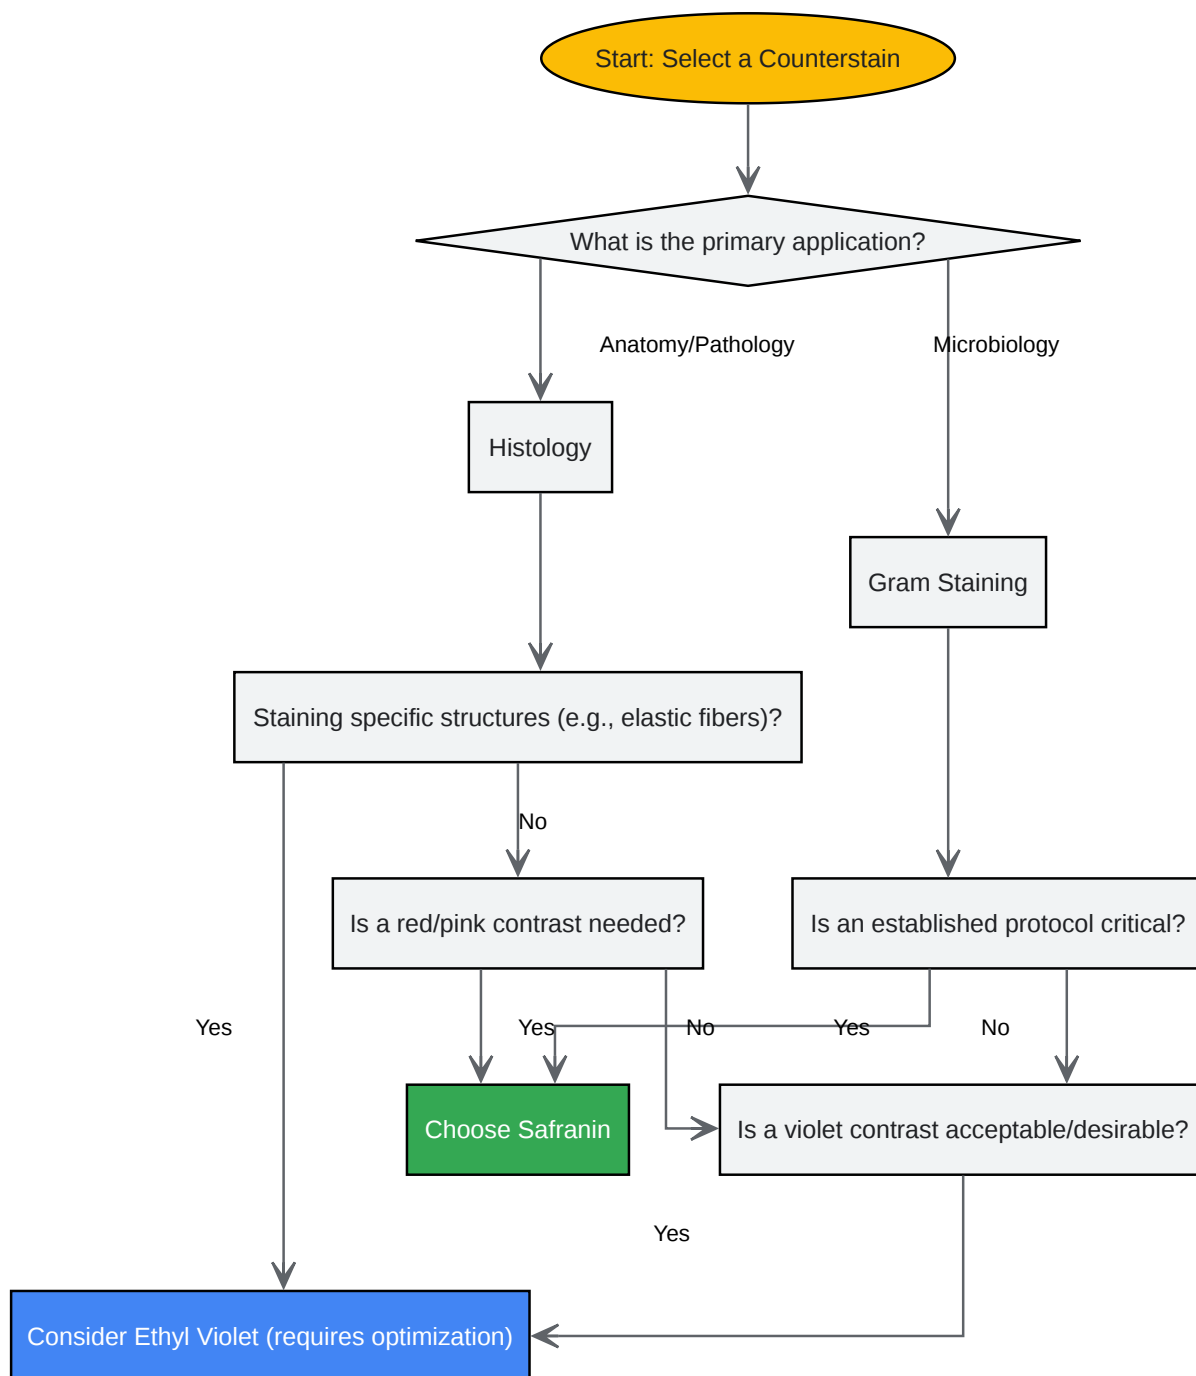 Start: Select a Counterstain
What is the primary application?
Anatomy/Pathology
Microbiology
Histology
Gram Staining
Staining specific structures (e.g., elastic fibers)?
No
Is a red/pink contrast needed?
Is an established protocol critical?
Yes
Yes
No
Yes
No
Choose Safranin
Is a violet contrast acceptable/desirable?
Yes
Consider Ethyl Violet (requires optimization)